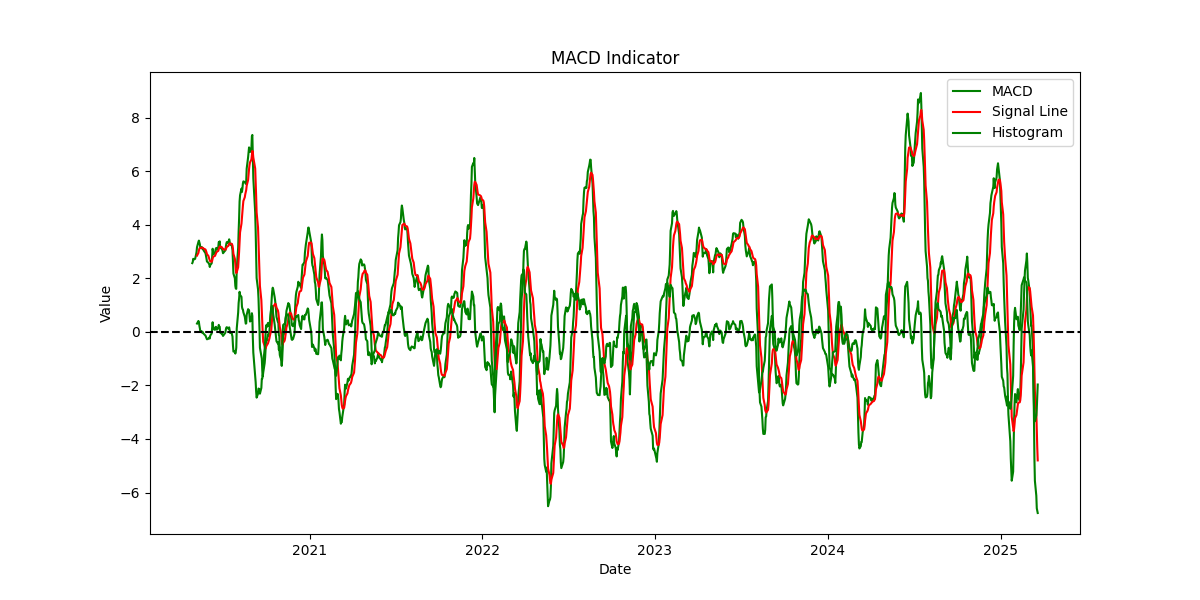 MACD Indicator
MACD
Signal Line
Histogram
Value
8
6
4
2
0
−2
−4
−6
2021
2022
2023
2024
2025
Date